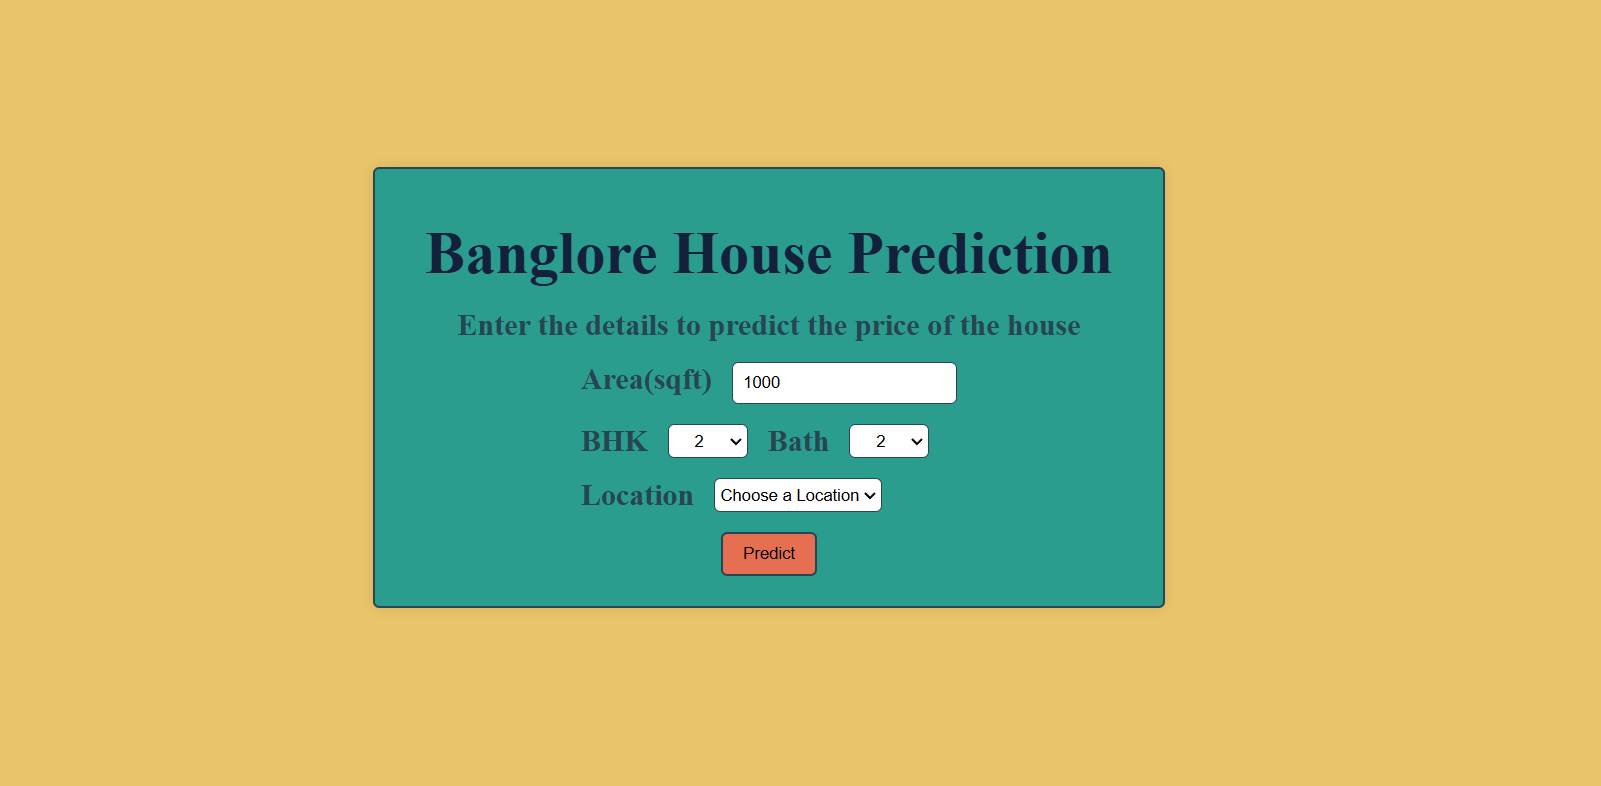 Banglore House Prediction
Enter the details to predict the price of the house
Area(sqft) 1000
BHK 2 Bath 2
Location Choose a Location
Predict